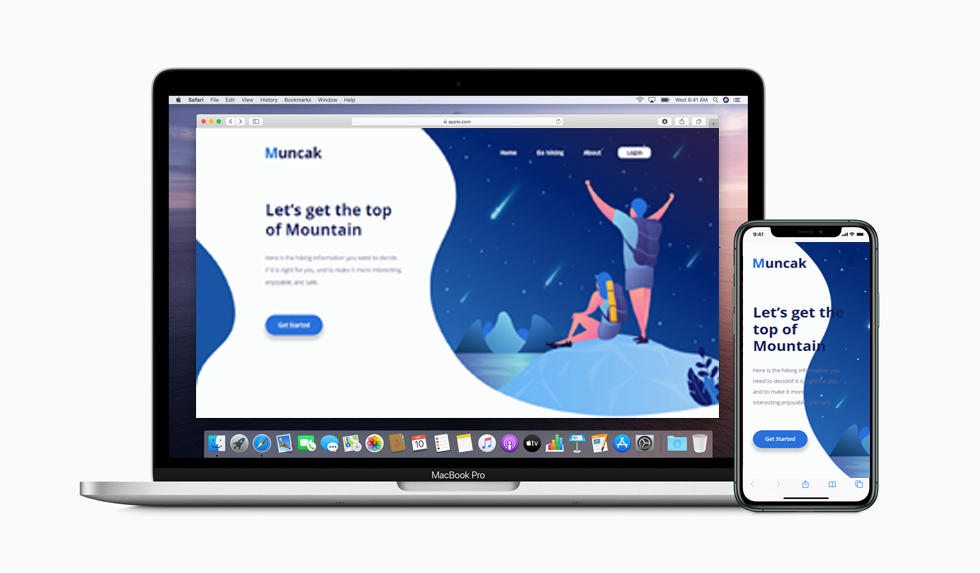 Safari File Edit View History Bookmarks Window Help Wed 9:41 AM
apple.com
Muncak
Home Go hiking About Login
Let's get the top
of Mountain
Here is the hiking information you need to decide
if it is right for you, and to make it more interesting,
enjoyable, and safe.
Get Started
10
tv
MacBook Pro
9:41
Muncak
Let's get the
top of
Mountain
Here is the hiking information you
need to decideif it is right for you,
and to make it more
interesting,enjoyable, and safe.
Get Started